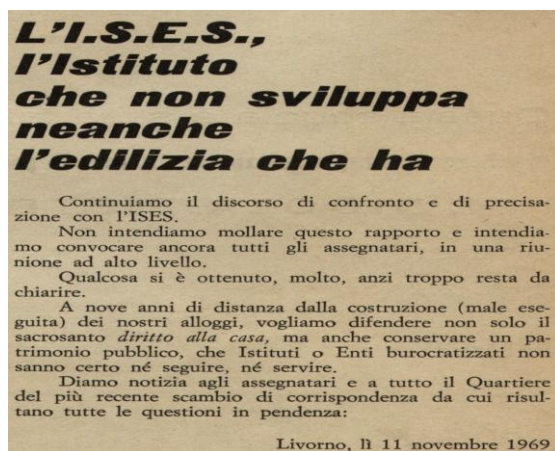 L'I.S.E.S.,
l'Istituto
che non sviluppa
neanche
l'edilizia che ha
Continuiamo il discorso di confronto e di precisa-
zione con l'ISES.
Non intendiamo mollare questo rapporto e intendia-
mo convocare ancora tutti gli assegnatari, in una riu-
nione ad alto livello.
Qualcosa si è ottenuto, molto, anzi troppo resta da
chiarire.
A nove anni di distanza dalla costruzione (male ese-
guita) dei nostri alloggi, vogliamo difendere non solo il
sacrosanto diritto alla casa, ma anche conservare un pa-
trimonio pubblico, che Istituti o Enti burocratizzati non
sanno certo né seguire, né servire.
Diamo notizia agli assegnatari e a tutto il Quartiere
del più recente scambio di corrispondenza da cui risul-
tano tutte le questioni in pendenza:
Livorno, lì 11 novembre 1969